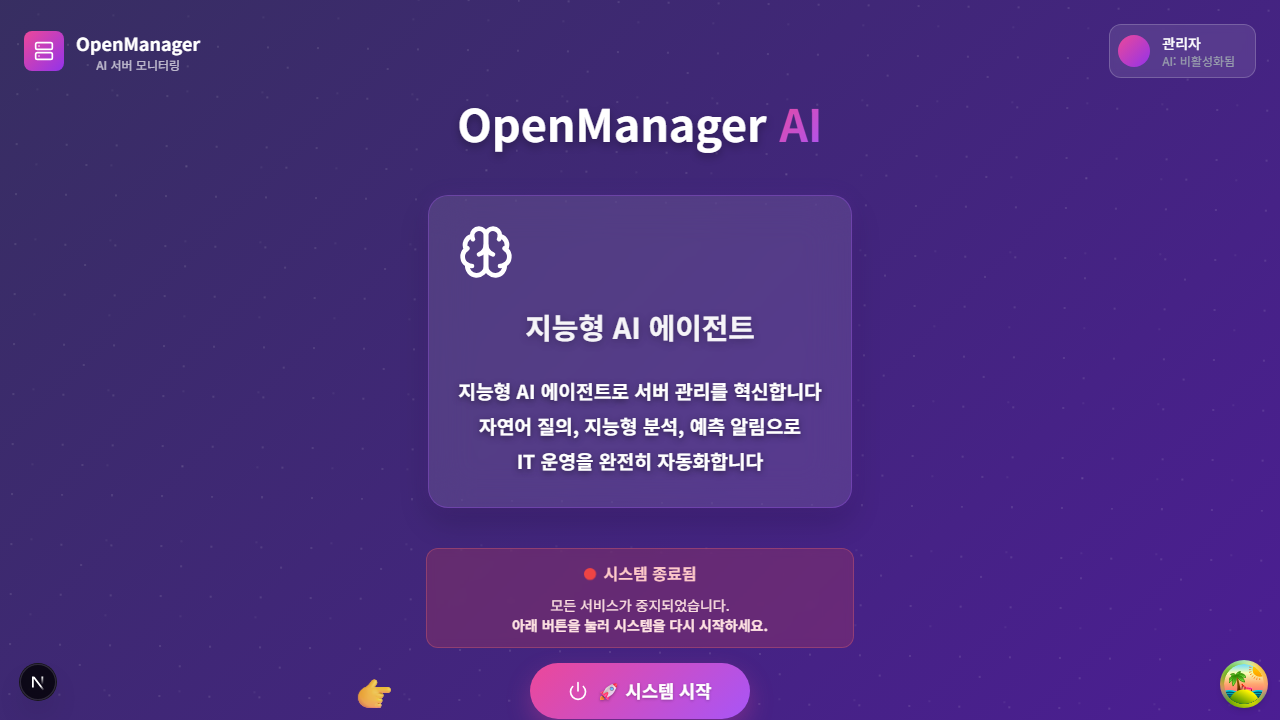 OpenManager
AI 서버 모니터링
관리자
AI: 비활성화됨
OpenManager AI
지능형 AI 에이전트
지능형 AI 에이전트로 서버 관리를 혁신합니다
자연어 질의, 지능형 분석, 예측 알림으로
IT 운영을 완전히 자동화합니다
시스템 종료됨
모든 서비스가 중지되었습니다.
아래 버튼을 눌러 시스템을 다시 시작하세요.
N
🚀 시스템 시작